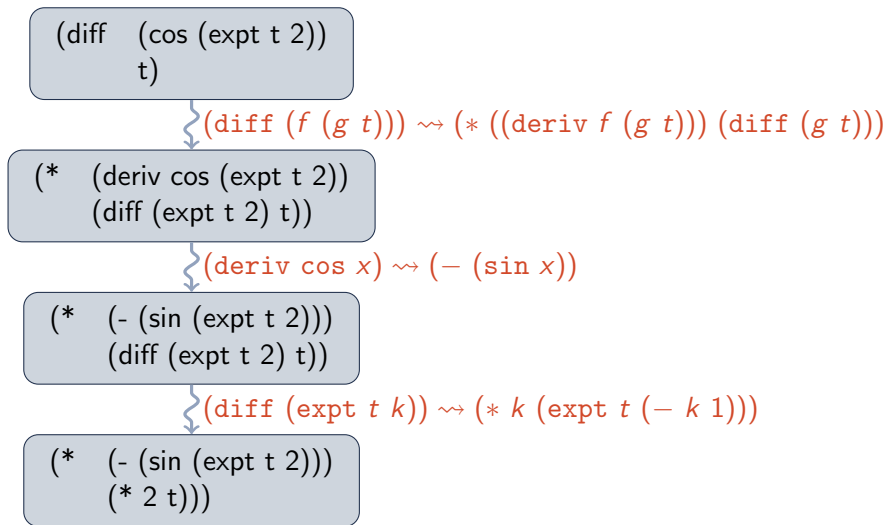 (diff (cos (expt t 2))
t)
(diff (f (g t))) ⇝ (* ((deriv f (g t))) (diff (g t)))
(* (deriv cos (expt t 2))
(diff (expt t 2) t))
(deriv cos x) ⇝ (− (sin x))
(* (- (sin (expt t 2)))
(diff (expt t 2) t))
(diff (expt t k)) ⇝ (* k (expt t (− k 1)))
(* (- (sin (expt t 2)))
(* 2 t)))